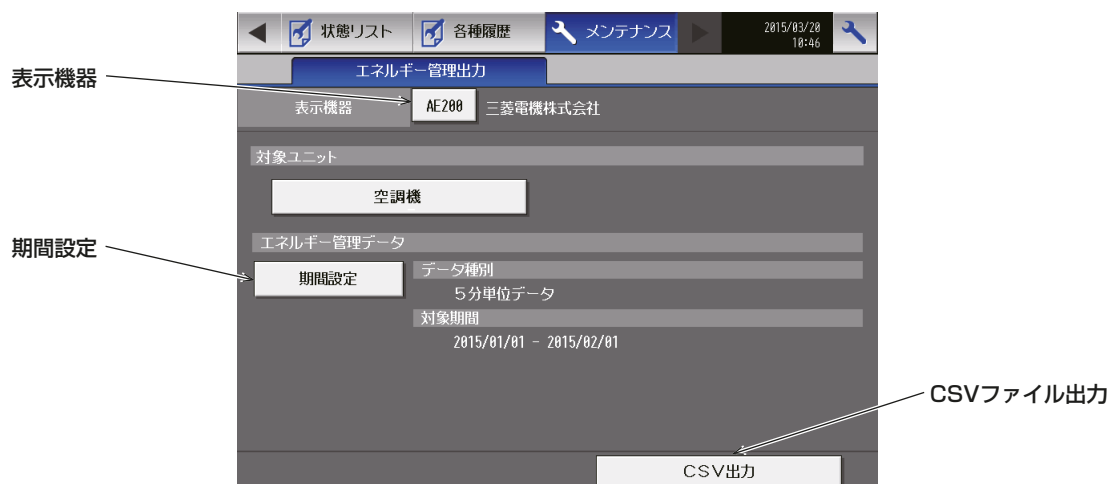 状態リスト 各種履歴 メンテナンス 2015/03/20
10:46
エネルギー管理出力
表示機器
表示機器 AE200 三菱電機株式会社
対象ユニット
空調機
エネルギー管理データ
期間設定
期間設定 データ種別
5分単位データ
対象期間
2015/01/01 - 2015/02/01
CSVファイル出力
CSV出力